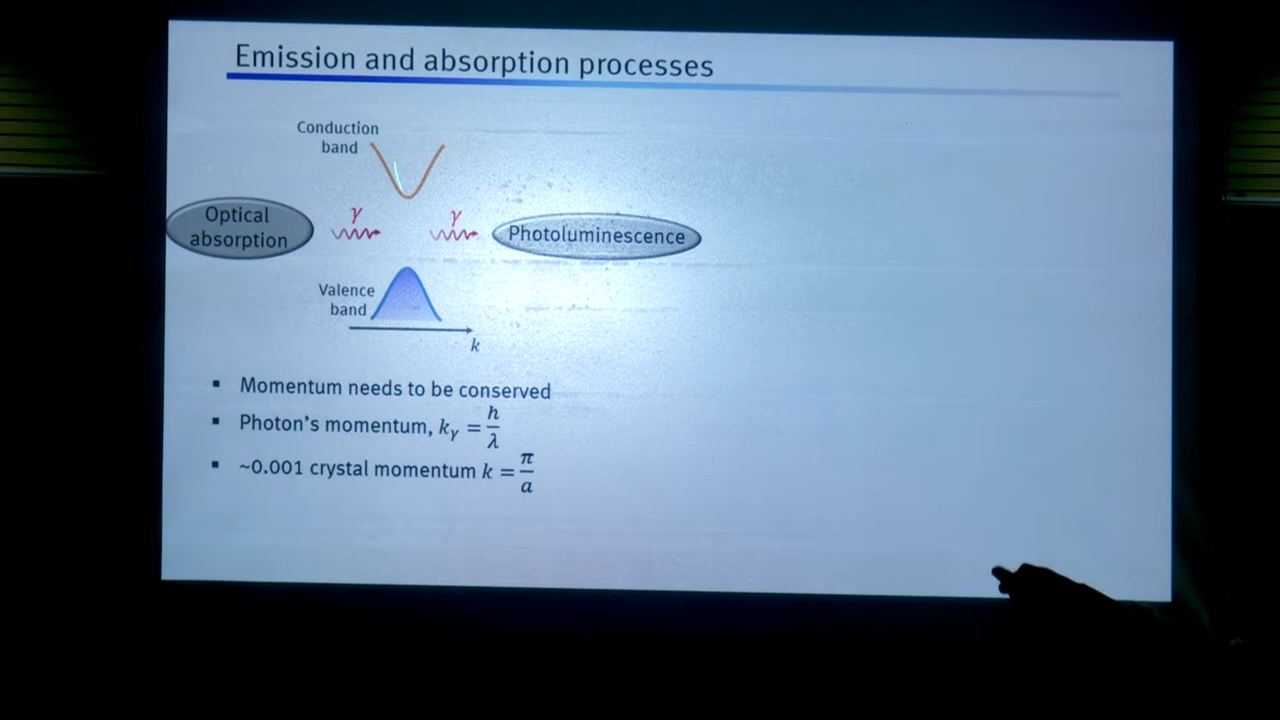 Emission and absorption processes
Conduction
band
Optical
absorption
γ
γ
Photoluminescence
Valence
band
k
▪ Momentum needs to be conserved
▪ Photon's momentum, kᵧ = h/λ
▪ ~0.001 crystal momentum k = π/a